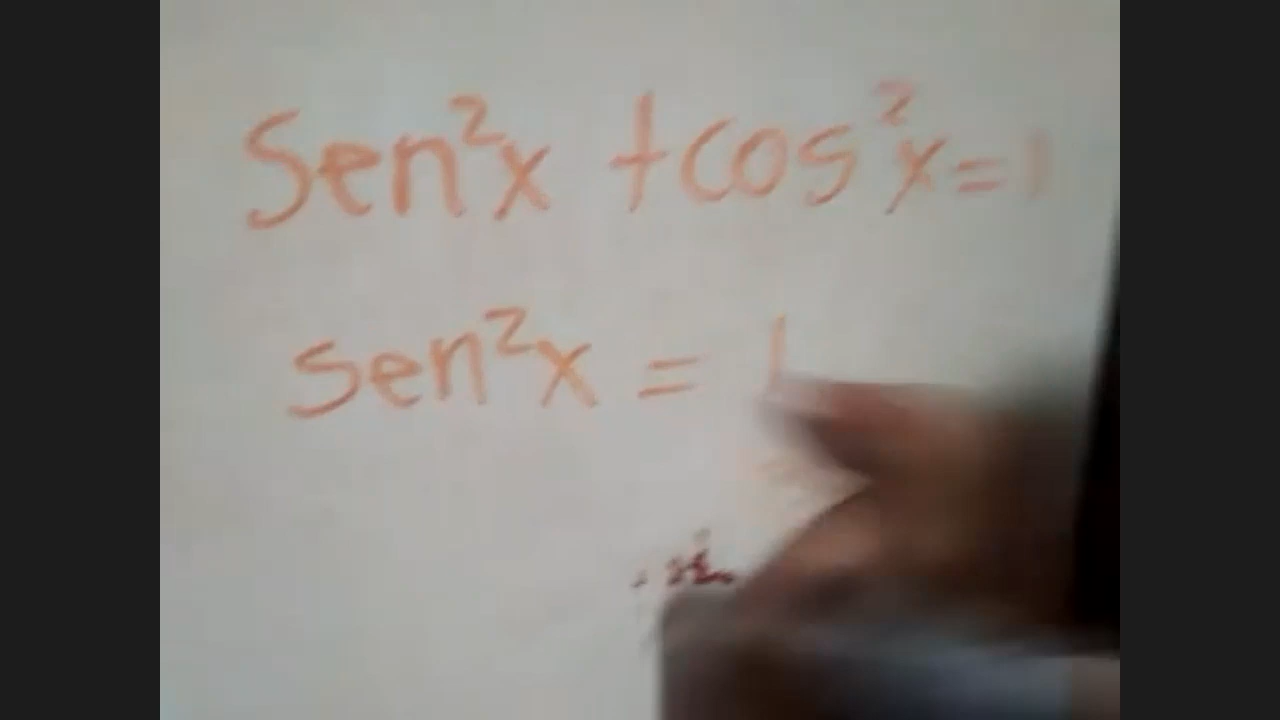 Sen²x + cos²x = 1
sen²x = 1